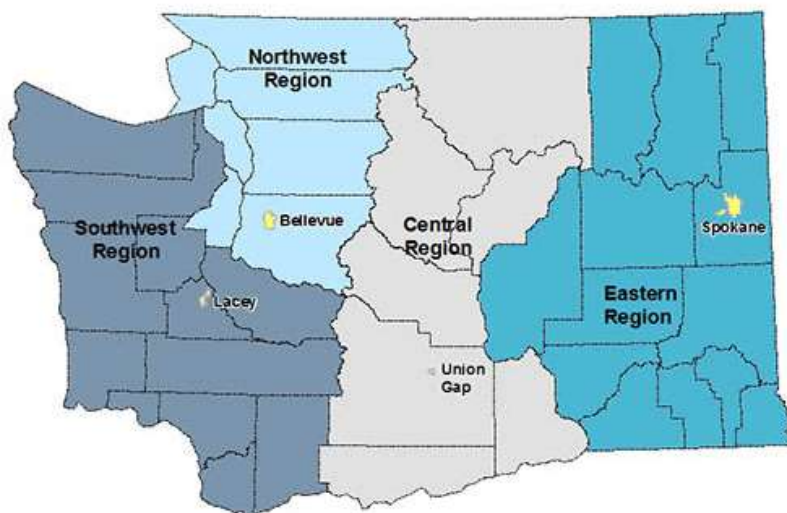 Northwest
Region
Southwest
Region
Bellevue
Central
Region
Spokane
Lacey
Eastern
Region
Union
Gap